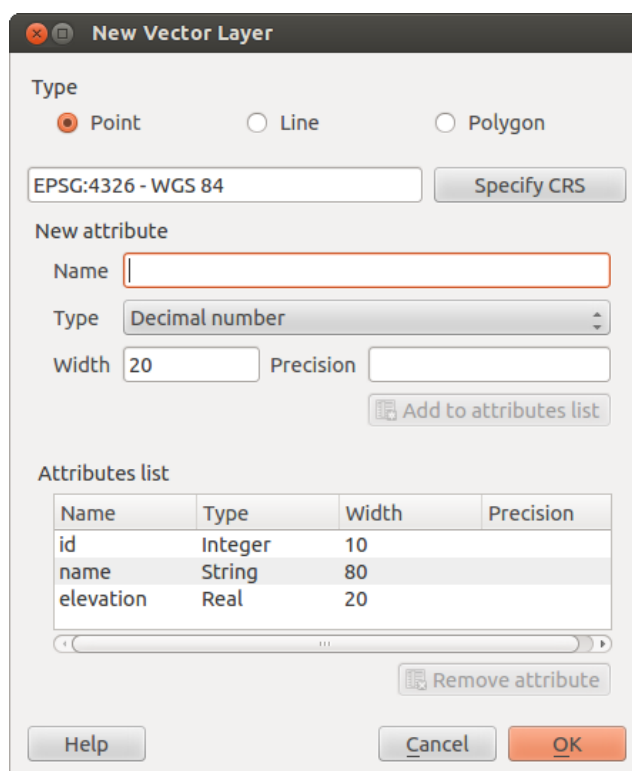 New Vector Layer
Type
Point Line Polygon
EPSG:4326 - WGS 84 Specify CRS
New attribute
Name
Type Decimal number
Width 20 Precision
Add to attributes list
Attributes list
Name Type Width Precision
id Integer 10
name String 80
elevation Real 20
Remove attribute
Help Cancel OK